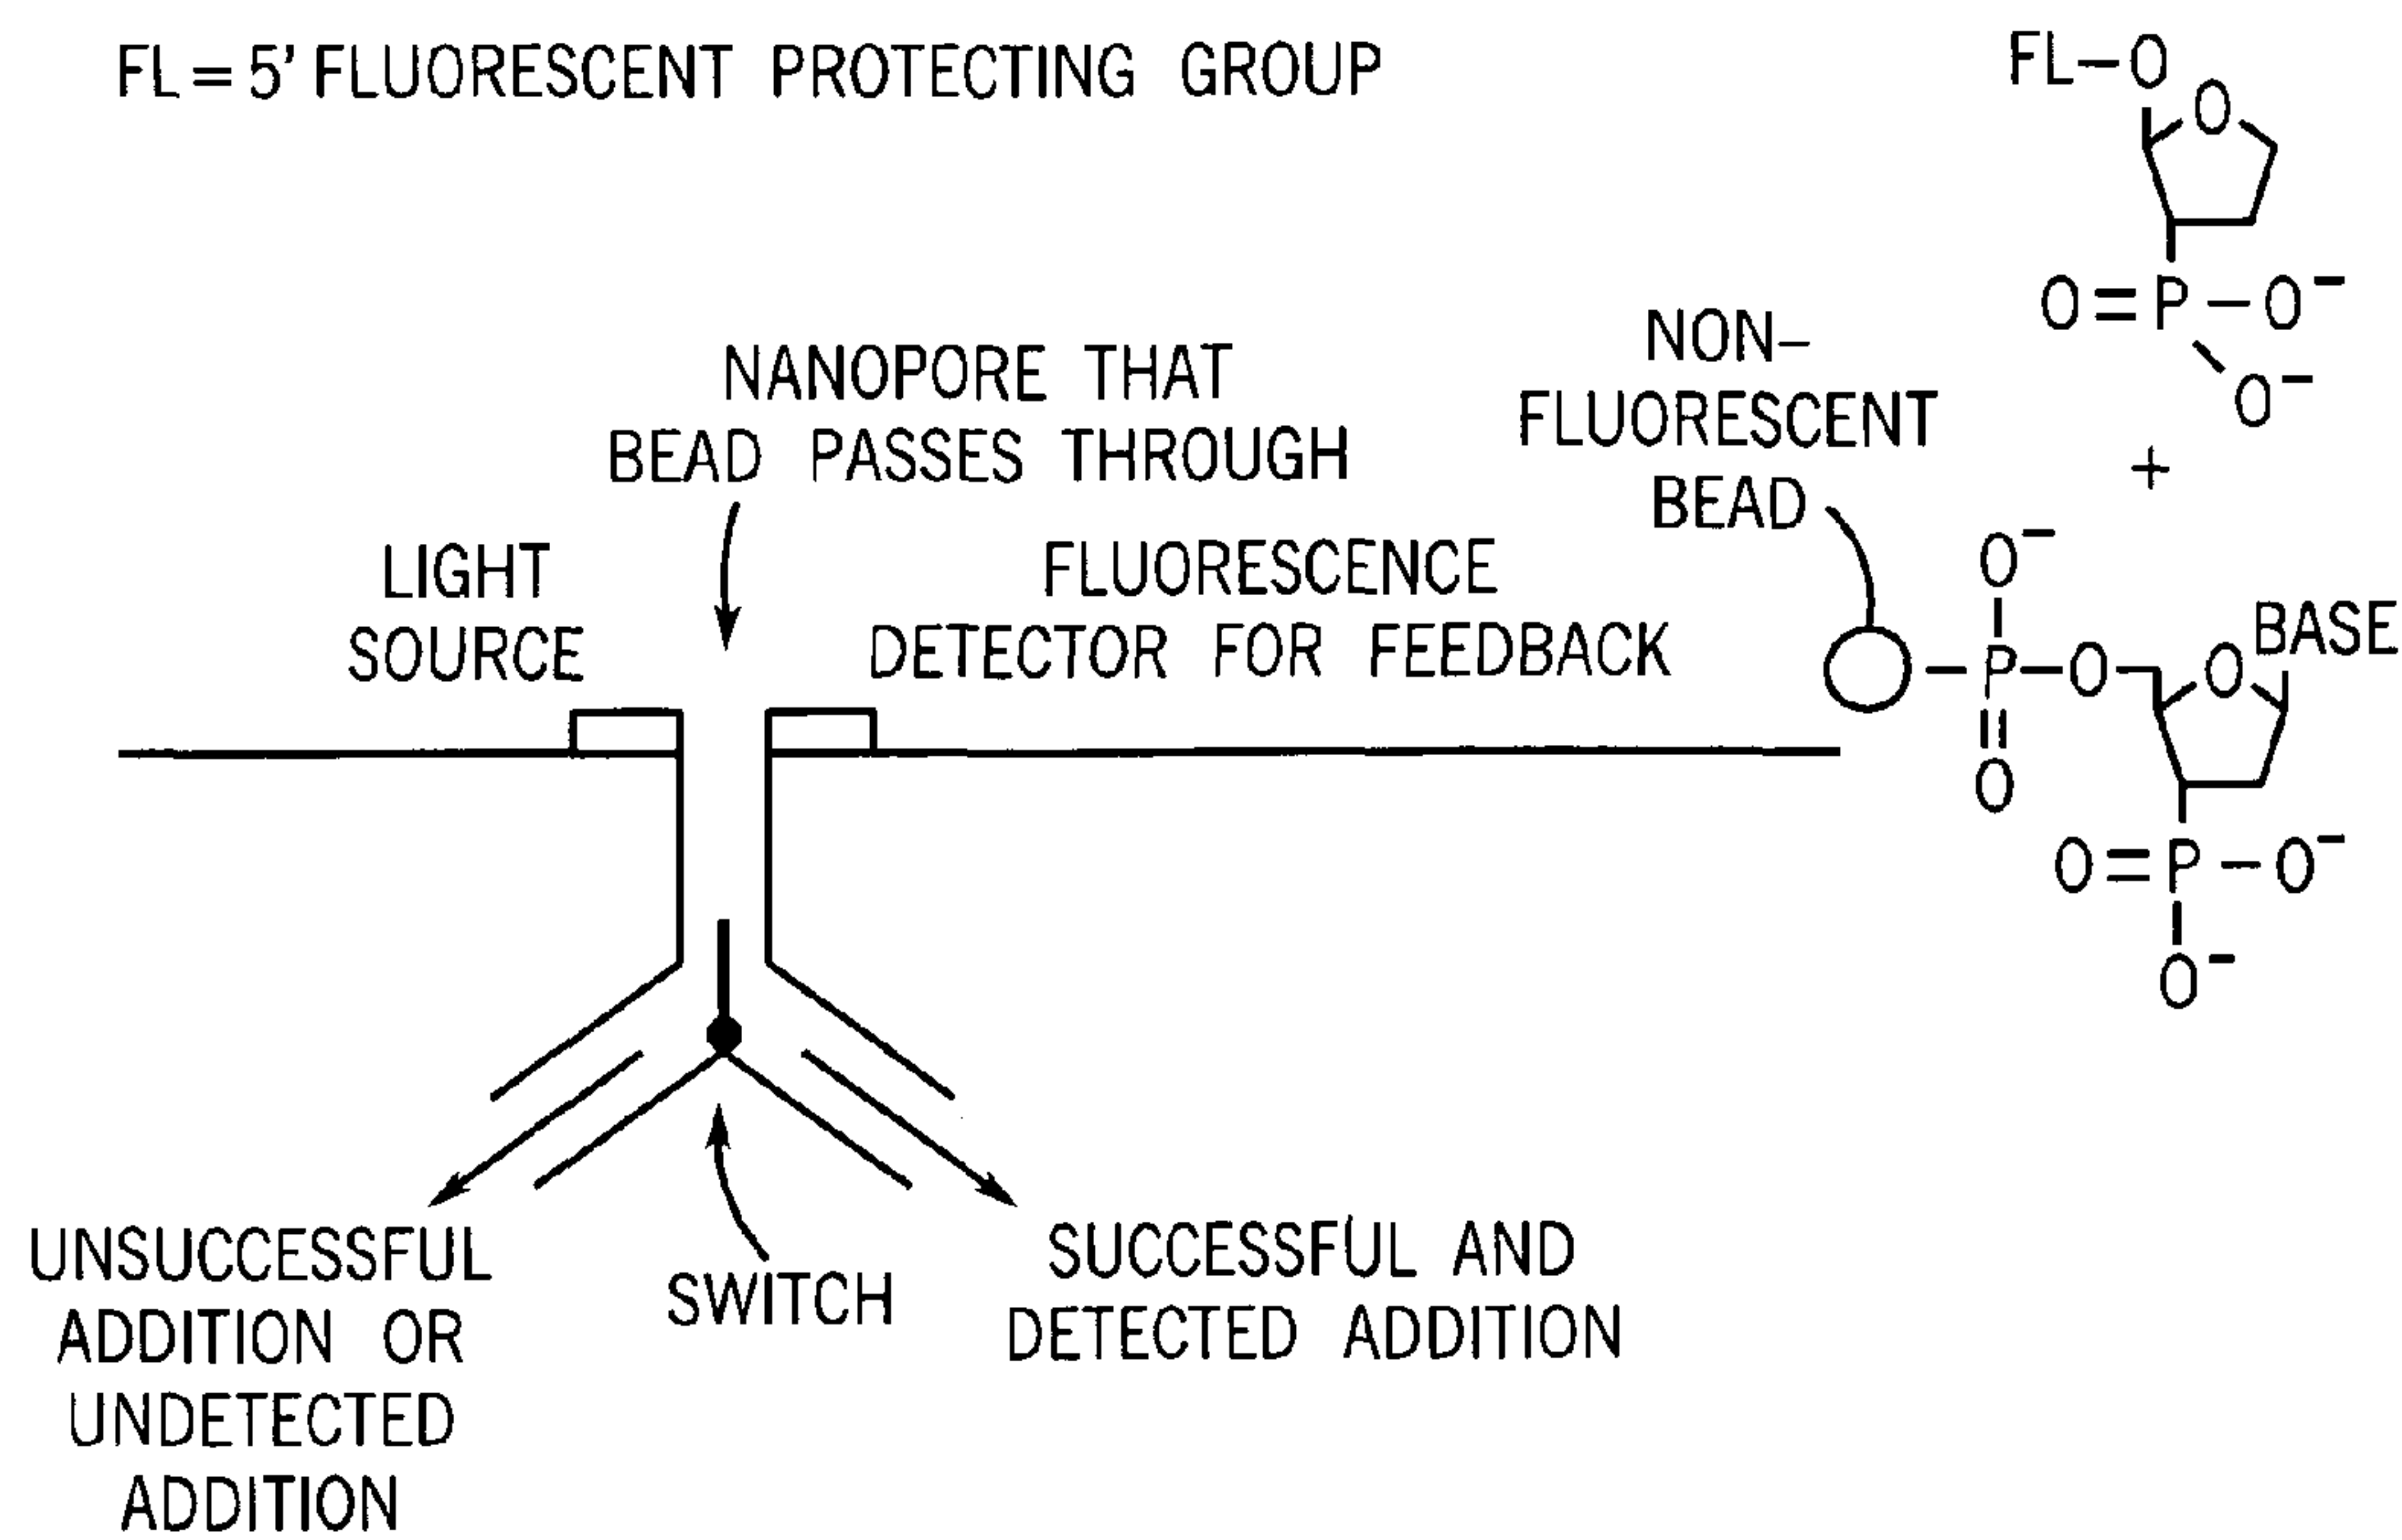 FL≡5' FLUORESCENT PROTECTING GROUP
FL—O
O
O=P—O⁻
O⁻
+
NANOPORE THAT
BEAD PASSES THROUGH
NON-
FLUORESCENT
BEAD
LIGHT
SOURCE
FLUORESCENCE
DETECTOR FOR FEEDBACK
O⁻
BASE
—P—O
O
O
O=P—O⁻
O⁻
UNSUCCESSFUL
ADDITION OR
UNDETECTED
ADDITION
SWITCH
SUCCESSFUL AND
DETECTED ADDITION